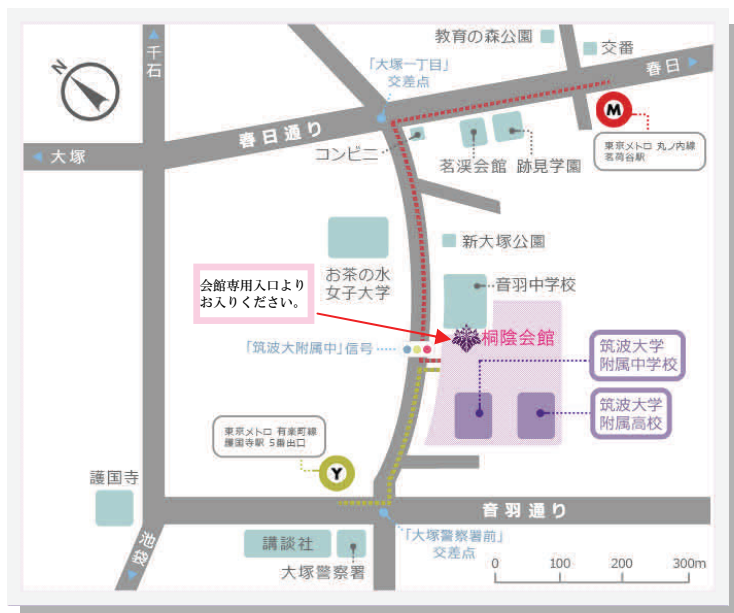 教育の森公園
交番
千石
「大塚一丁目」
交差点
春日
N
春日通り
M
大塚
コンビニ
茗渓会館
跡見学園
東京メトロ 丸ノ内線
茗荷谷駅
新大塚公園
お茶の水
女子大学
会館専用入口より
お入りください。
音羽中学校
桐陰会館
「筑波大附属中」信号
筑波大学
附属中学校
筑波大学
附属高校
東京メトロ 有楽町線
護国寺駅 5番出口
Y
護国寺
音羽通り
池袋
講談社
「大塚警察署前」
交差点
大塚警察署
0 100 200 300m